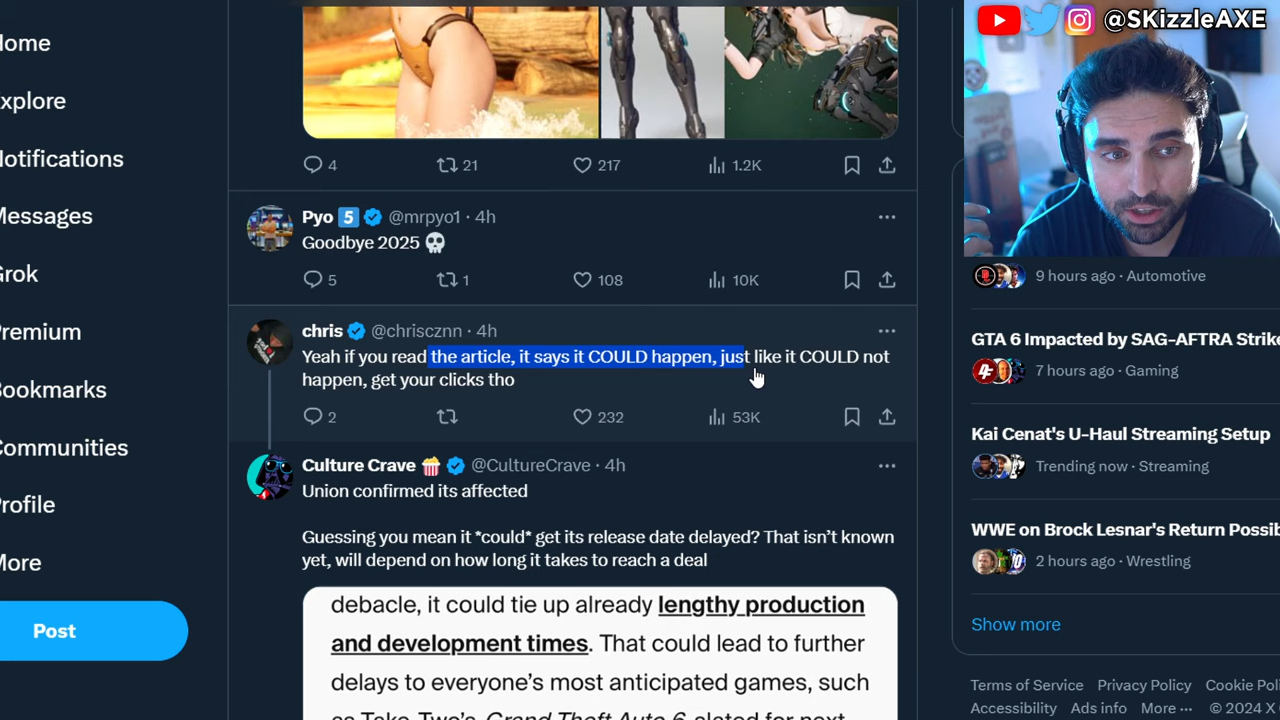 @SKizzleAXE
Home
Explore
Notifications
Messages
Grok
Premium
Bookmarks
Communities
Profile
More
Post
4 21 217 1.2K
Pyo 5 @mrpyo1 · 4h
Goodbye 2025 💀
5 1 108 10K
chris @chriscznn · 4h
Yeah if you read the article, it says it COULD happen, just like it COULD not
happen, get your clicks tho
2 232 53K
Culture Crave 🍿 @CultureCrave · 4h
Union confirmed its affected
Guessing you mean it *could* get its release date delayed? That isn't known
yet, will depend on how long it takes to reach a deal
debacle, it could tie up already lengthy production
and development times. That could lead to further
delays to everyone's most anticipated games, such
as Take-Two's Grand Theft Auto 6, slated for next
9 hours ago · Automotive
GTA 6 Impacted by SAG-AFTRA Strike
7 hours ago · Gaming
Kai Cenat's U-Haul Streaming Setup
Trending now · Streaming
WWE on Brock Lesnar's Return Possib
2 hours ago · Wrestling
Show more
Terms of Service Privacy Policy Cookie Poli
Accessibility Ads info More ··· © 2024 X